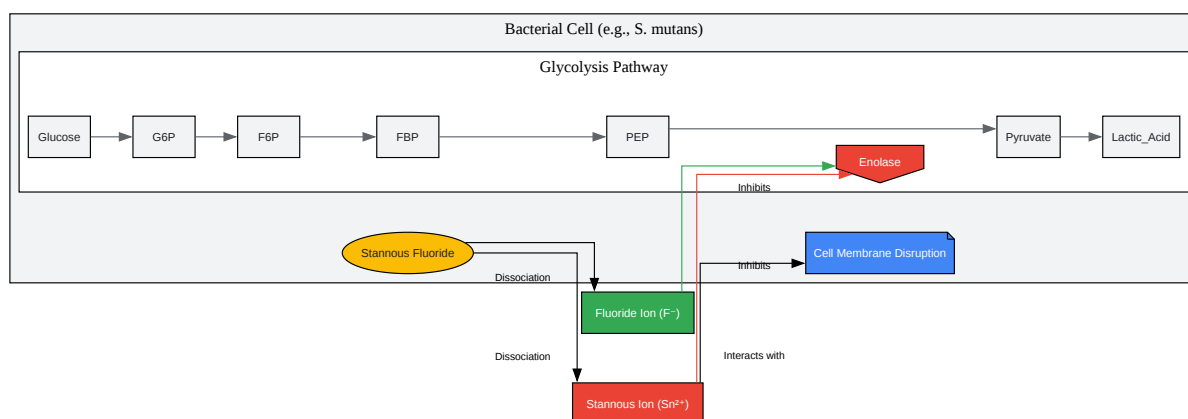 Bacterial Cell (e.g., S. mutans)
Glycolysis Pathway
Glucose
G6P
F6P
FBP
PEP
Pyruvate
Lactic_Acid
Enolase
Inhibits
Stannous Fluoride
Cell Membrane Disruption
Inhibits
Dissociation
Fluoride Ion (F⁻)
Dissociation
Interacts with
Stannous Ion (Sn²⁺)